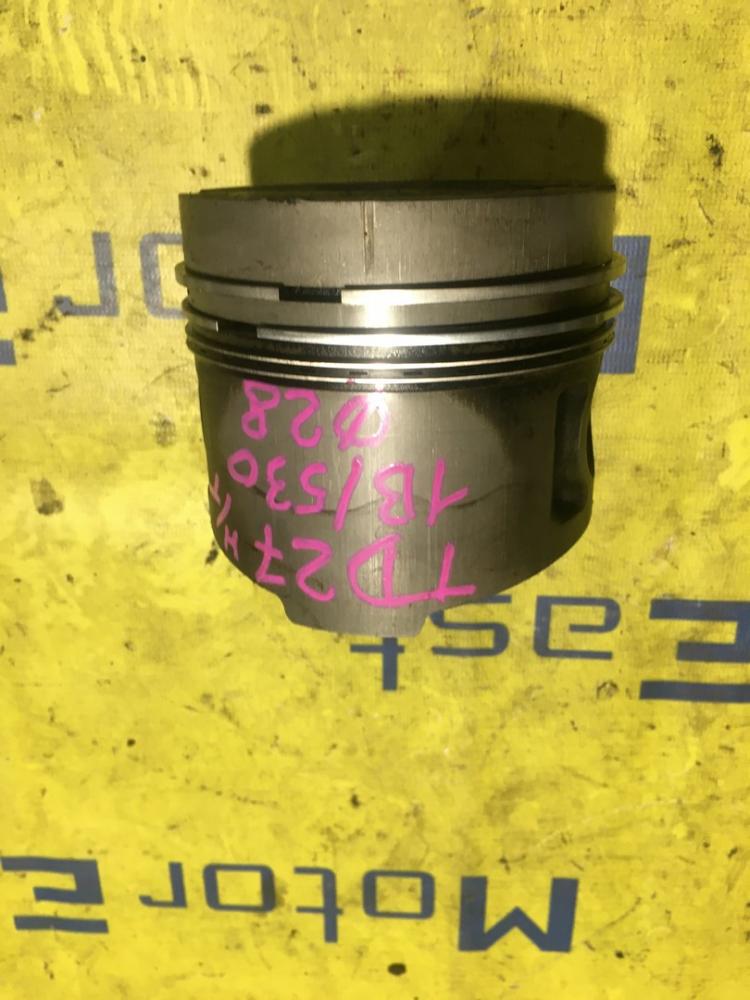 Motor E
East
TD27 H/T
1B/530
Ø28